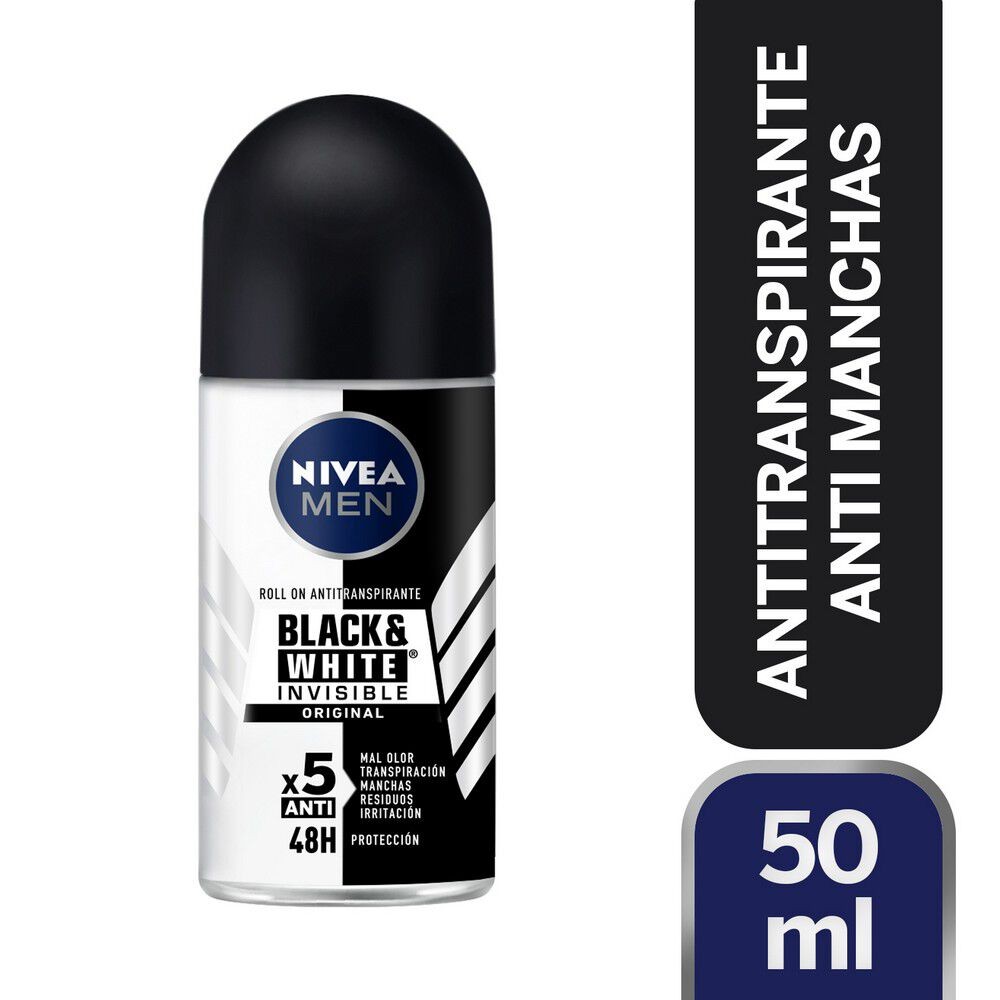 NIVEA
MEN
ROLL ON ANTITRANSPIRANTE
BLACK&
WHITE®
INVISIBLE
ORIGINAL
x5
ANTI
MAL OLOR
TRANSPIRACIÓN
MANCHAS
RESIDUOS
IRRITACIÓN
48H PROTECCIÓN
ANTITRANSPIRANTE
ANTI MANCHAS
50
ml